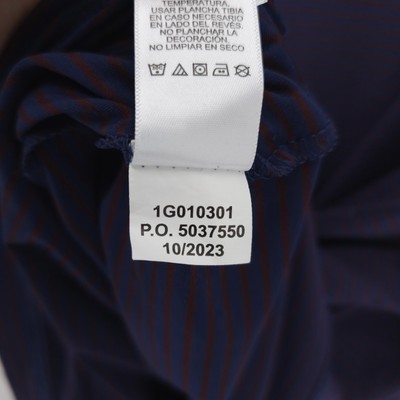 TEMPERATURA.
USAR PLANCHA TIBIA
EN CASO NECESARIO
EN LADO DEL REVÉS.
NO PLANCHAR LA
DECORACIÓN.
NO LIMPIAR EN SECO
1G010301
P.O. 5037550
10/2023